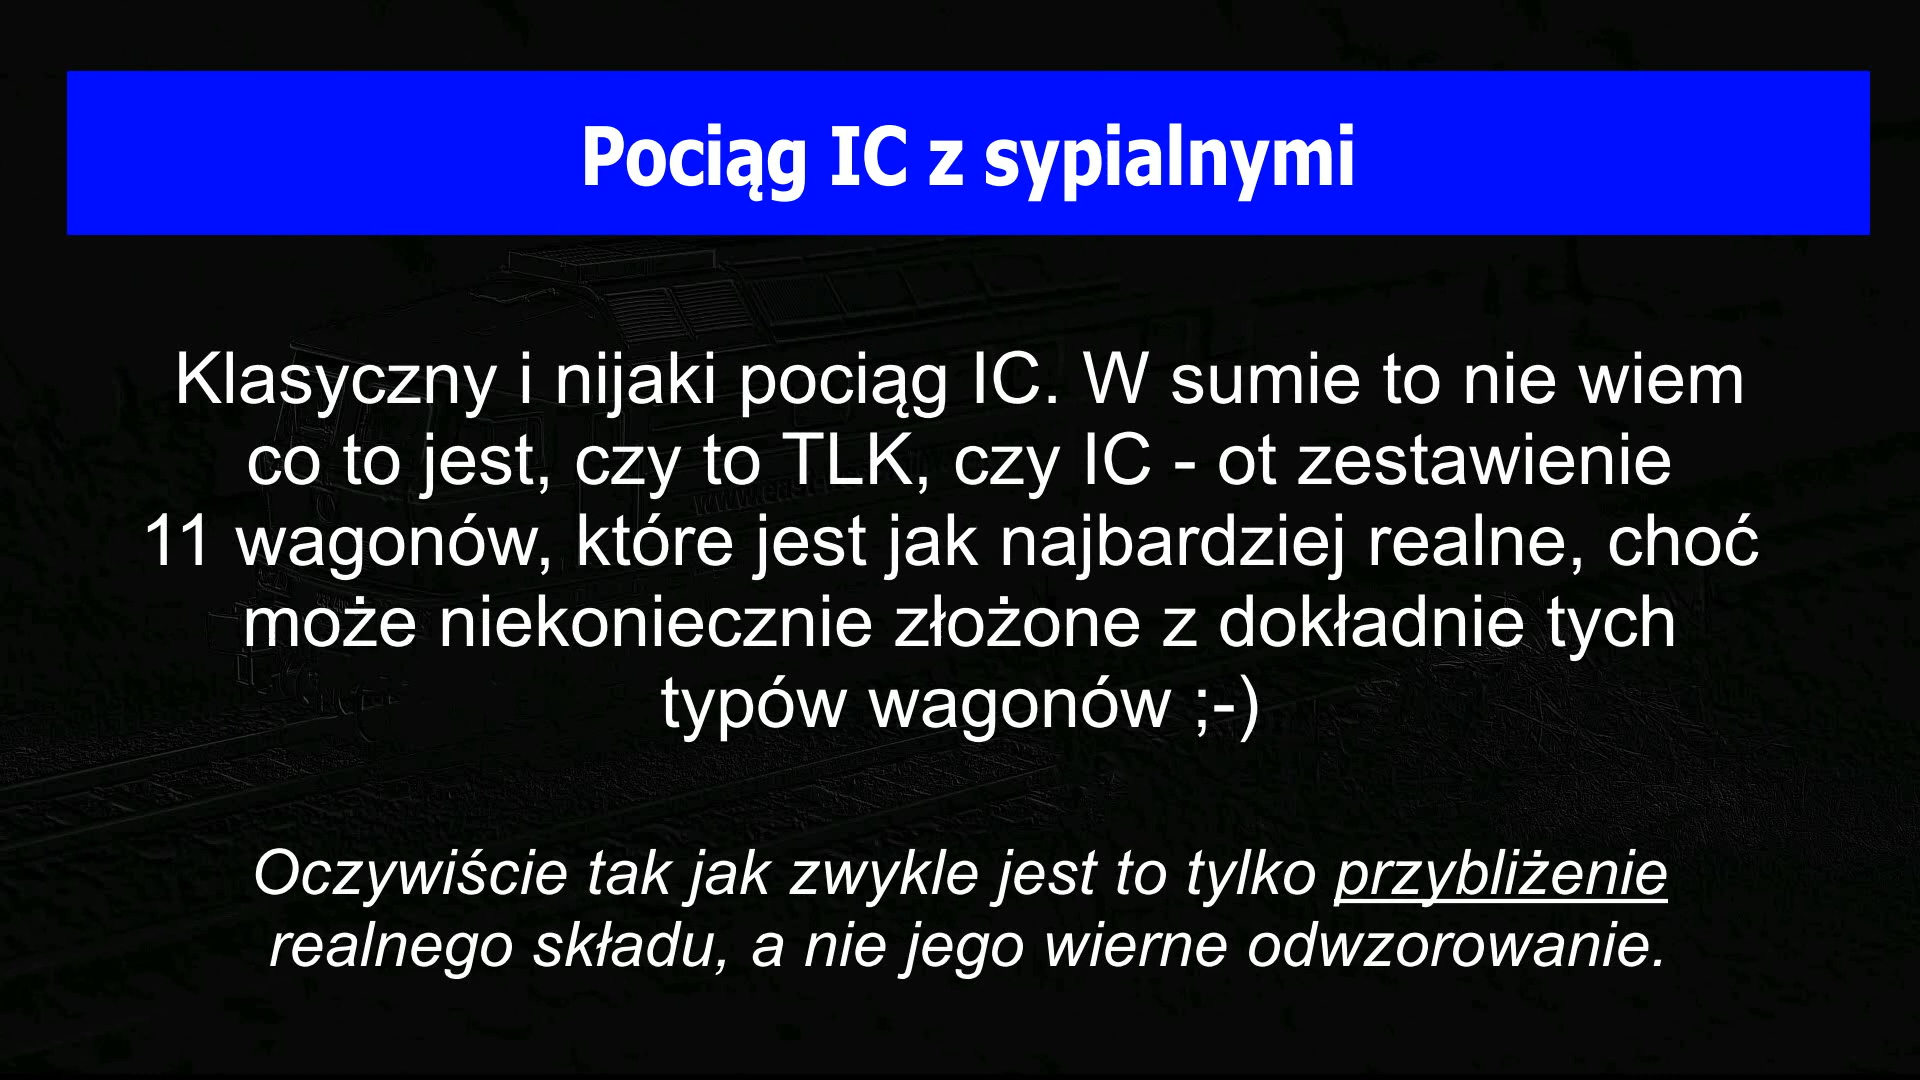 Pociąg IC z sypialnymi
Klasyczny i nijaki pociąg IC. W sumie to nie wiem
co to jest, czy to TLK, czy IC - ot zestawienie
11 wagonów, które jest jak najbardziej realne, choć
może niekoniecznie złożone z dokładnie tych
typów wagonów ;-)
Oczywiście tak jak zwykle jest to tylko przybliżenie
realnego składu, a nie jego wierne odwzorowanie.